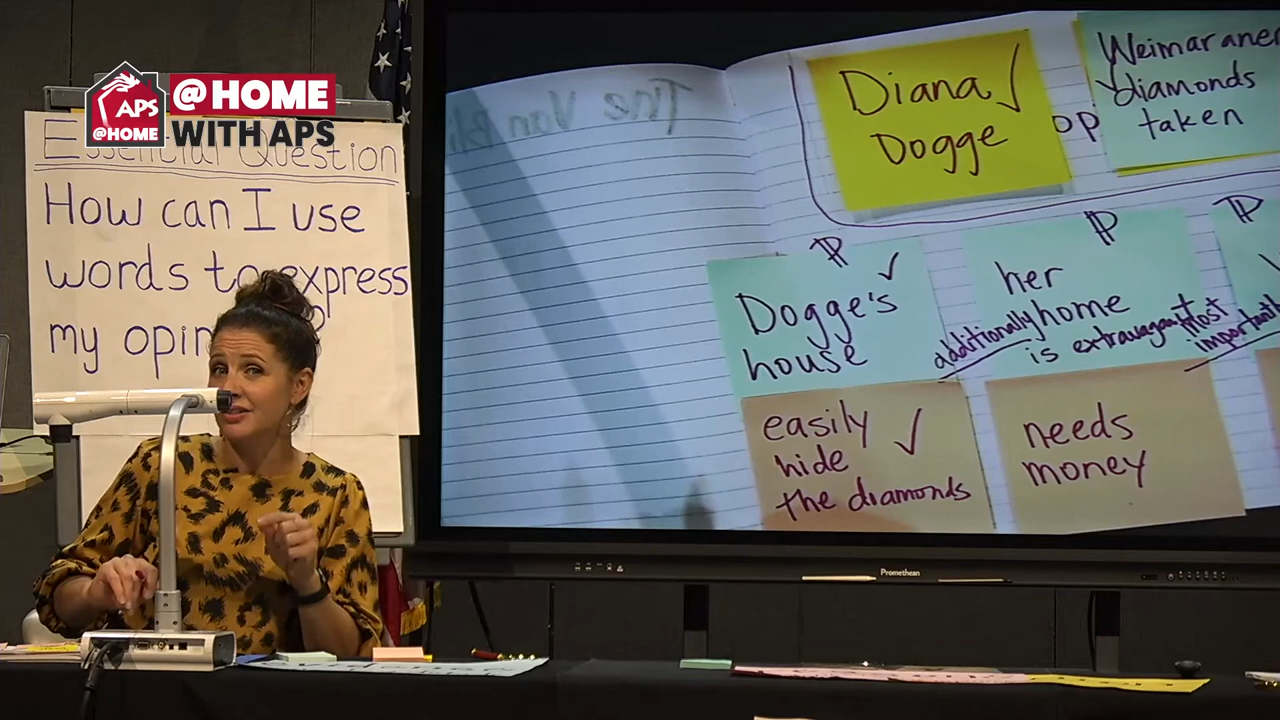 APS
@HOME
@HOME
WITH APS
Essential Question
How can I use
words to express
my opin
Diana
Dogge
op
Weimaraner
diamonds
taken
Dogge's
house
her
home
is extravagant
additionally
most
importantly
easily
hide
the diamonds
needs
money
Promethean